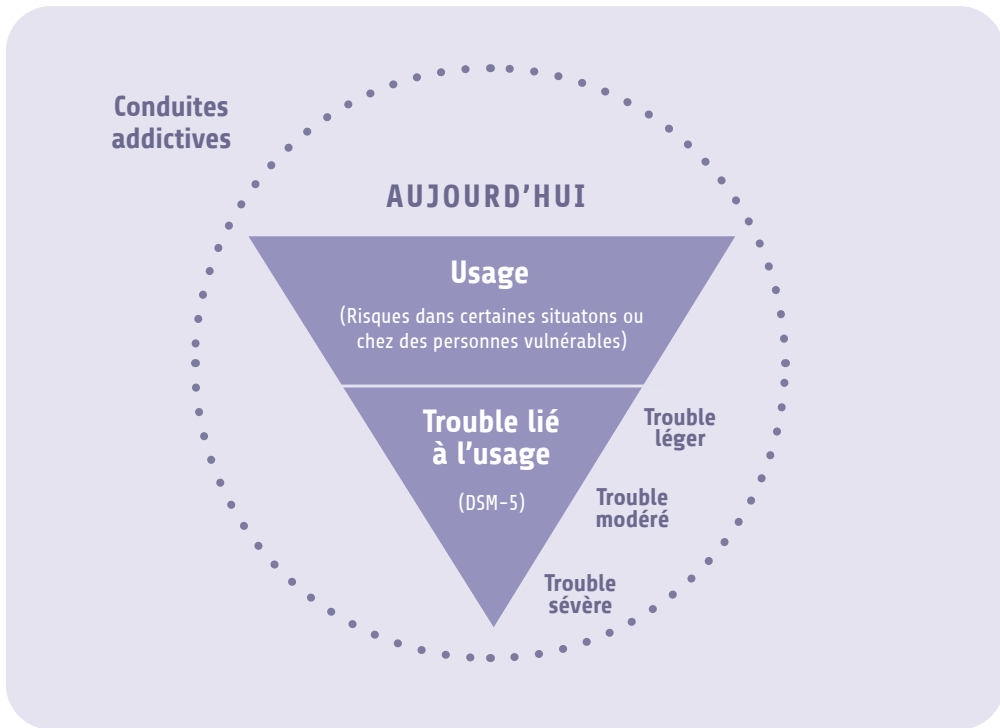 Conduites
addictives
AUJOURD'HUI
Usage
(Risques dans certaines situatons ou
chez des personnes vulnérables)
Trouble lié
à l'usage
(DSM-5)
Trouble
léger
Trouble
modéré
Trouble
sévère